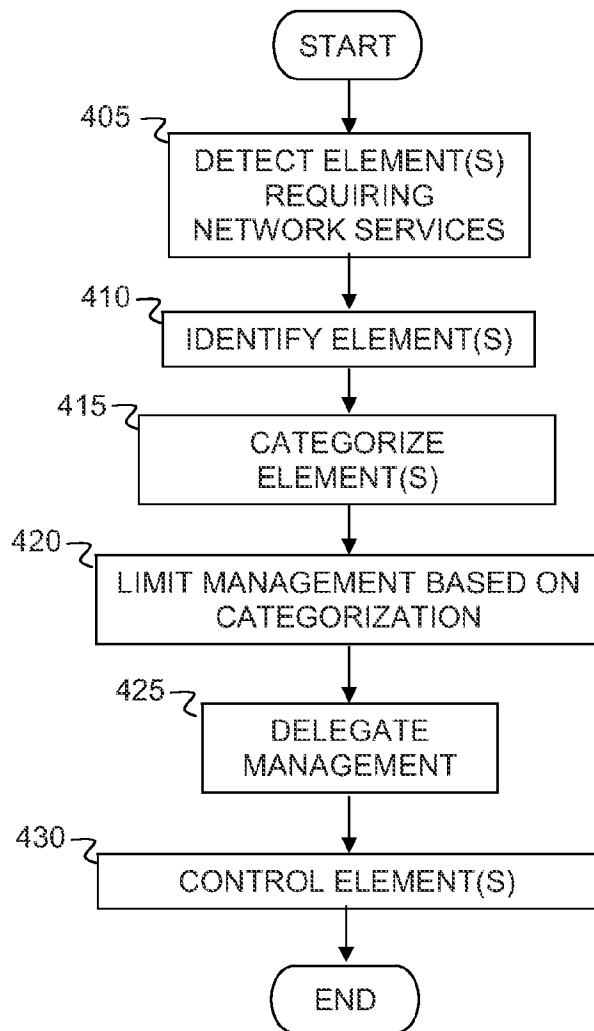 START
405
DETECT ELEMENT(S)
REQUIRING
NETWORK SERVICES
410
IDENTIFY ELEMENT(S)
415
CATEGORIZE
ELEMENT(S)
420
LIMIT MANAGEMENT BASED ON
CATEGORIZATION
425
DELEGATE
MANAGEMENT
430
CONTROL ELEMENT(S)
END